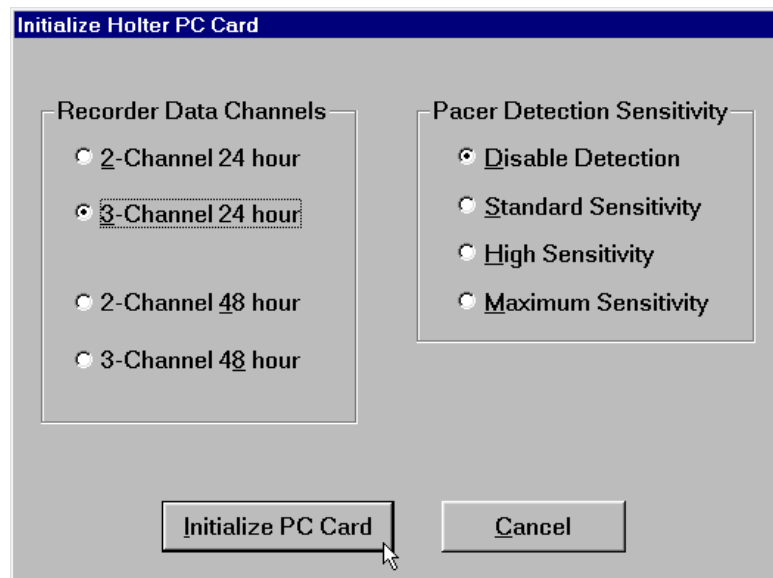 Initialize Holter PC Card
Recorder Data Channels
2-Channel 24 hour
3-Channel 24 hour
2-Channel 48 hour
3-Channel 48 hour
Pacer Detection Sensitivity
Disable Detection
Standard Sensitivity
High Sensitivity
Maximum Sensitivity
Initialize PC Card
Cancel